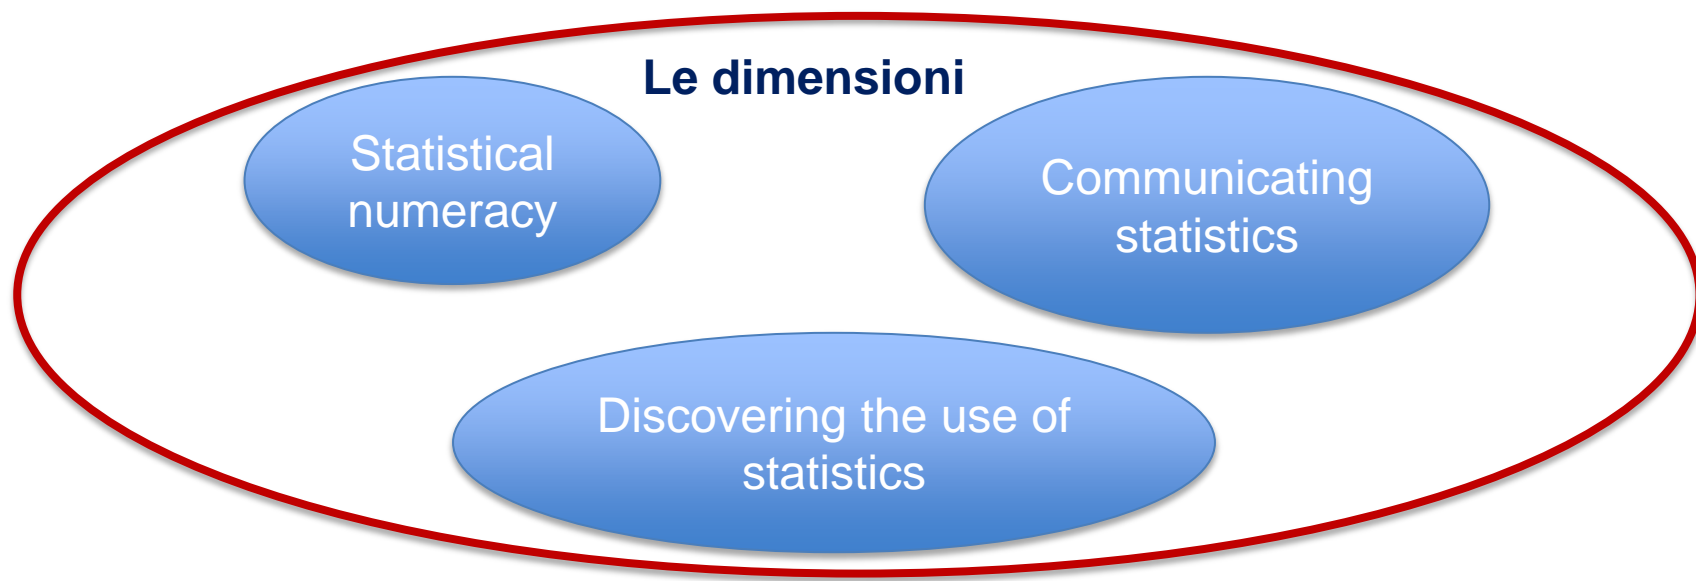 Le dimensioni
Statistical
numeracy
Communicating
statistics
Discovering the use of
statistics